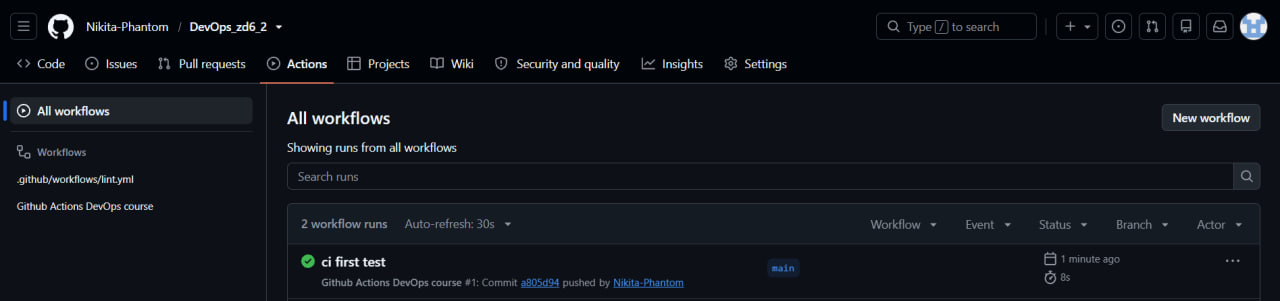 Nikita-Phantom / DevOps_zd6_2
Type / to search
Code
Issues
Pull requests
Actions
Projects
Wiki
Security and quality
Insights
Settings
All workflows
Workflows
.github/workflows/lint.yml
Github Actions DevOps course
All workflows
New workflow
Showing runs from all workflows
Search runs
2 workflow runs
Auto-refresh: 30s
Workflow
Event
Status
Branch
Actor
ci first test
main
1 minute ago
Github Actions DevOps course #1: Commit a805d94 pushed by Nikita-Phantom
8s